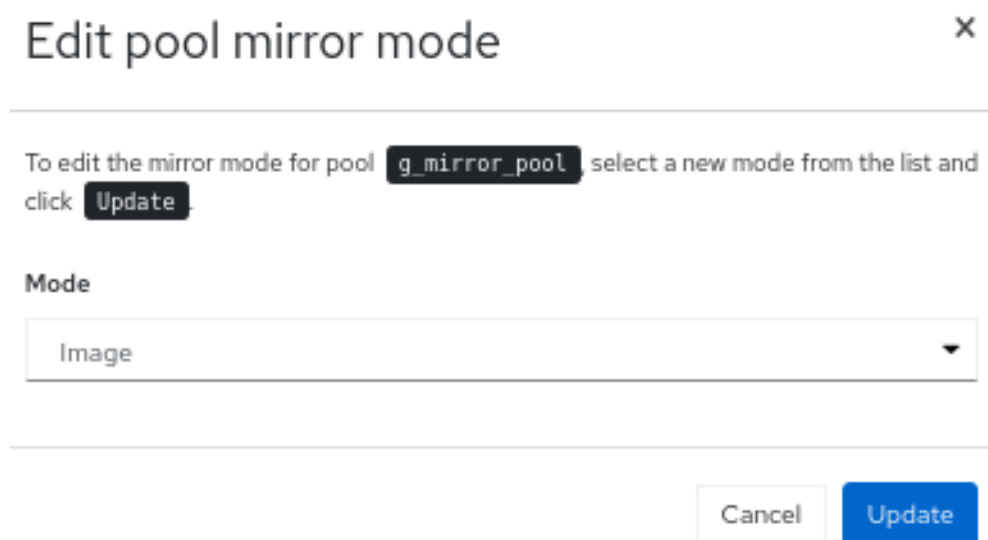 Edit pool mirror mode
×
To edit the mirror mode for pool g_mirror_pool, select a new mode from the list and
click Update.
Mode
Image
Cancel Update